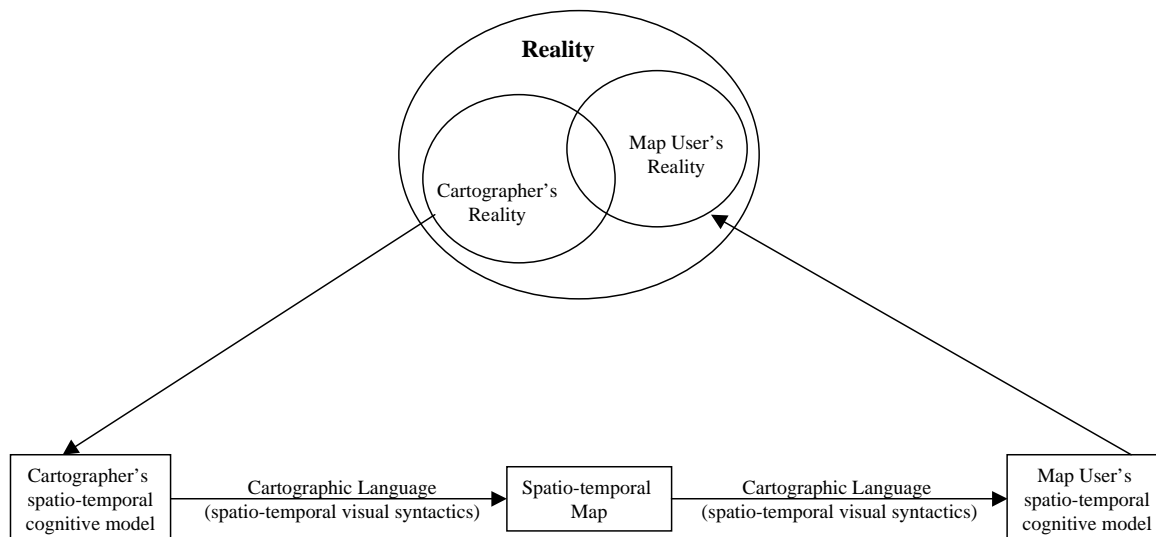 Reality
Map User's
Reality
Cartographer's
Reality
Cartographer's
spatio-temporal
cognitive model
Cartographic Language
(spatio-temporal visual syntactics)
Spatio-temporal
Map
Cartographic Language
(spatio-temporal visual syntactics)
Map User's
spatio-temporal
cognitive model